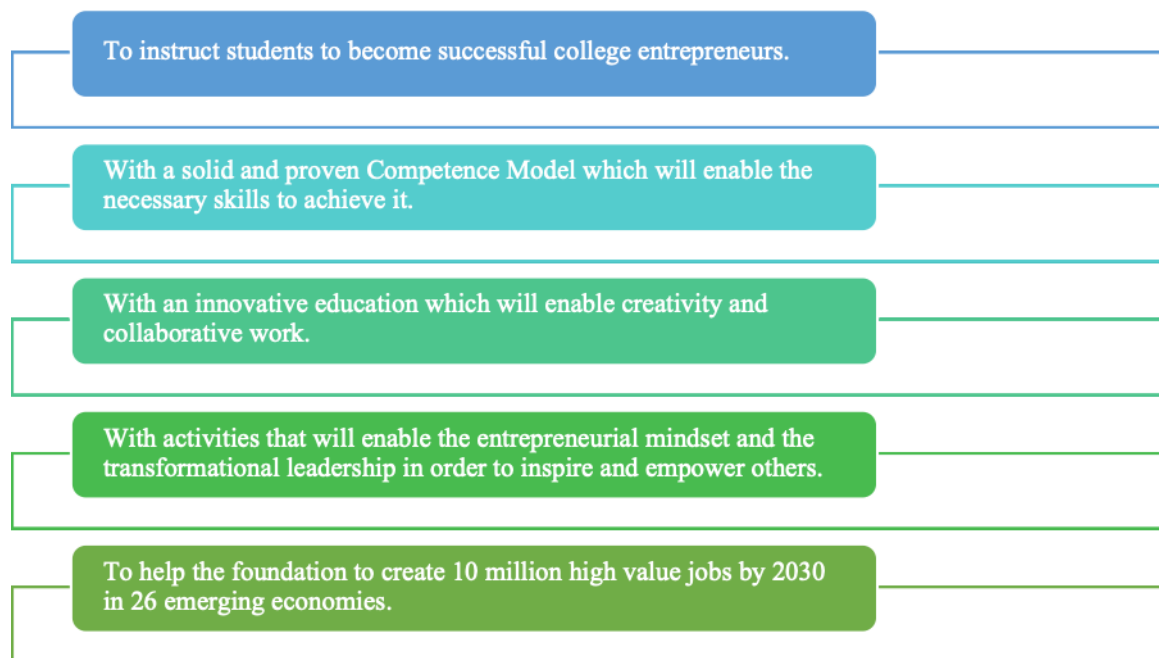 To instruct students to become successful college entrepreneurs.
With a solid and proven Competence Model which will enable the
necessary skills to achieve it.
With an innovative education which will enable creativity and
collaborative work.
With activities that will enable the entrepreneurial mindset and the
transformational leadership in order to inspire and empower others.
To help the foundation to create 10 million high value jobs by 2030
in 26 emerging economies.